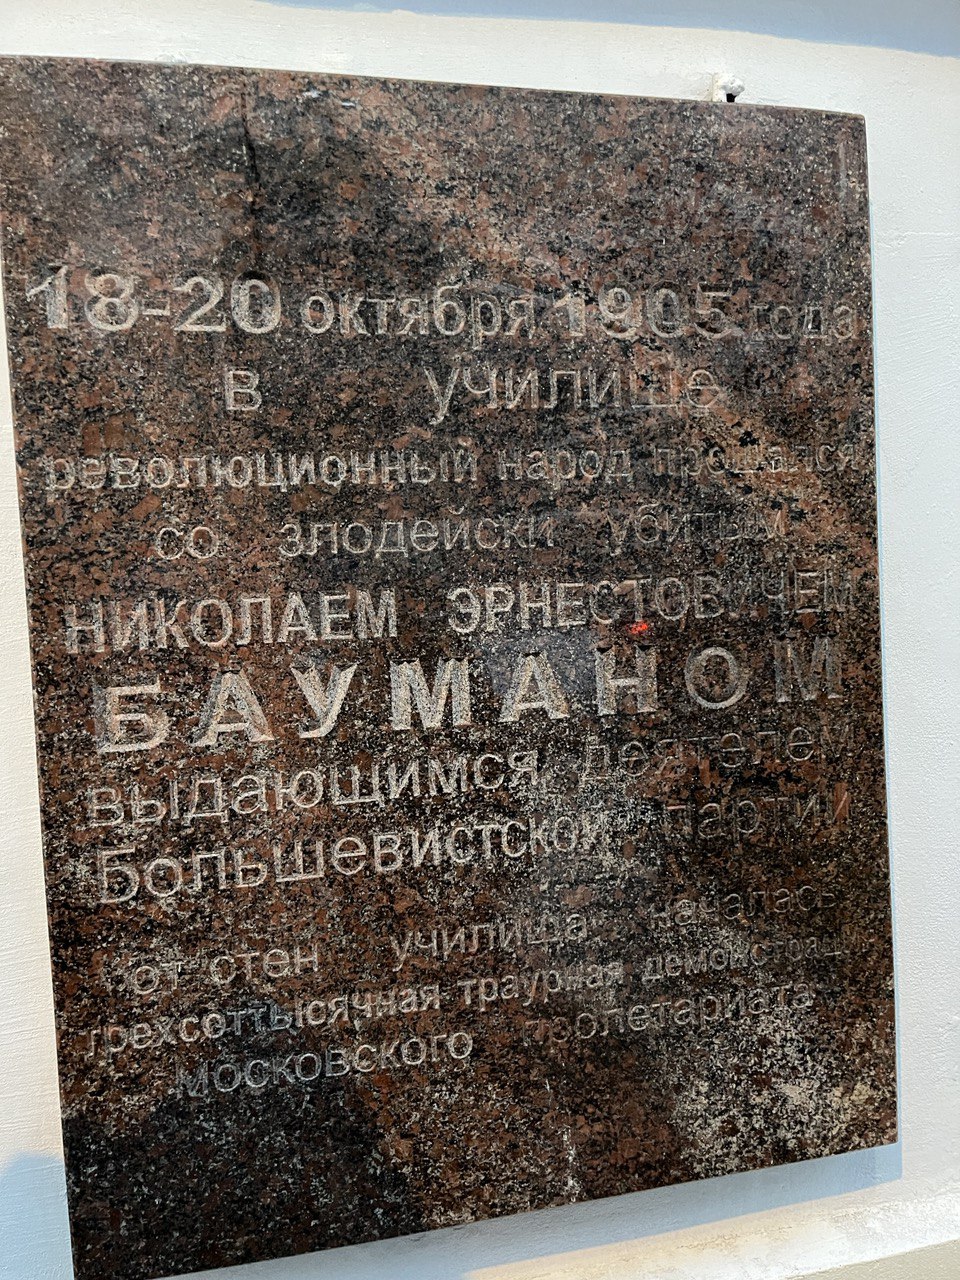 18-20 октября 1905 года
в училище
революционный народ прощался
со злодейски убитым
НИКОЛАЕМ ЭРНЕСТОВИЧЕМ
БАУМАНОМ
выдающимся деятелем
Большевистской партии
от стен училища началась
трехсоттысячная траурная демонстрация
московского пролетариата